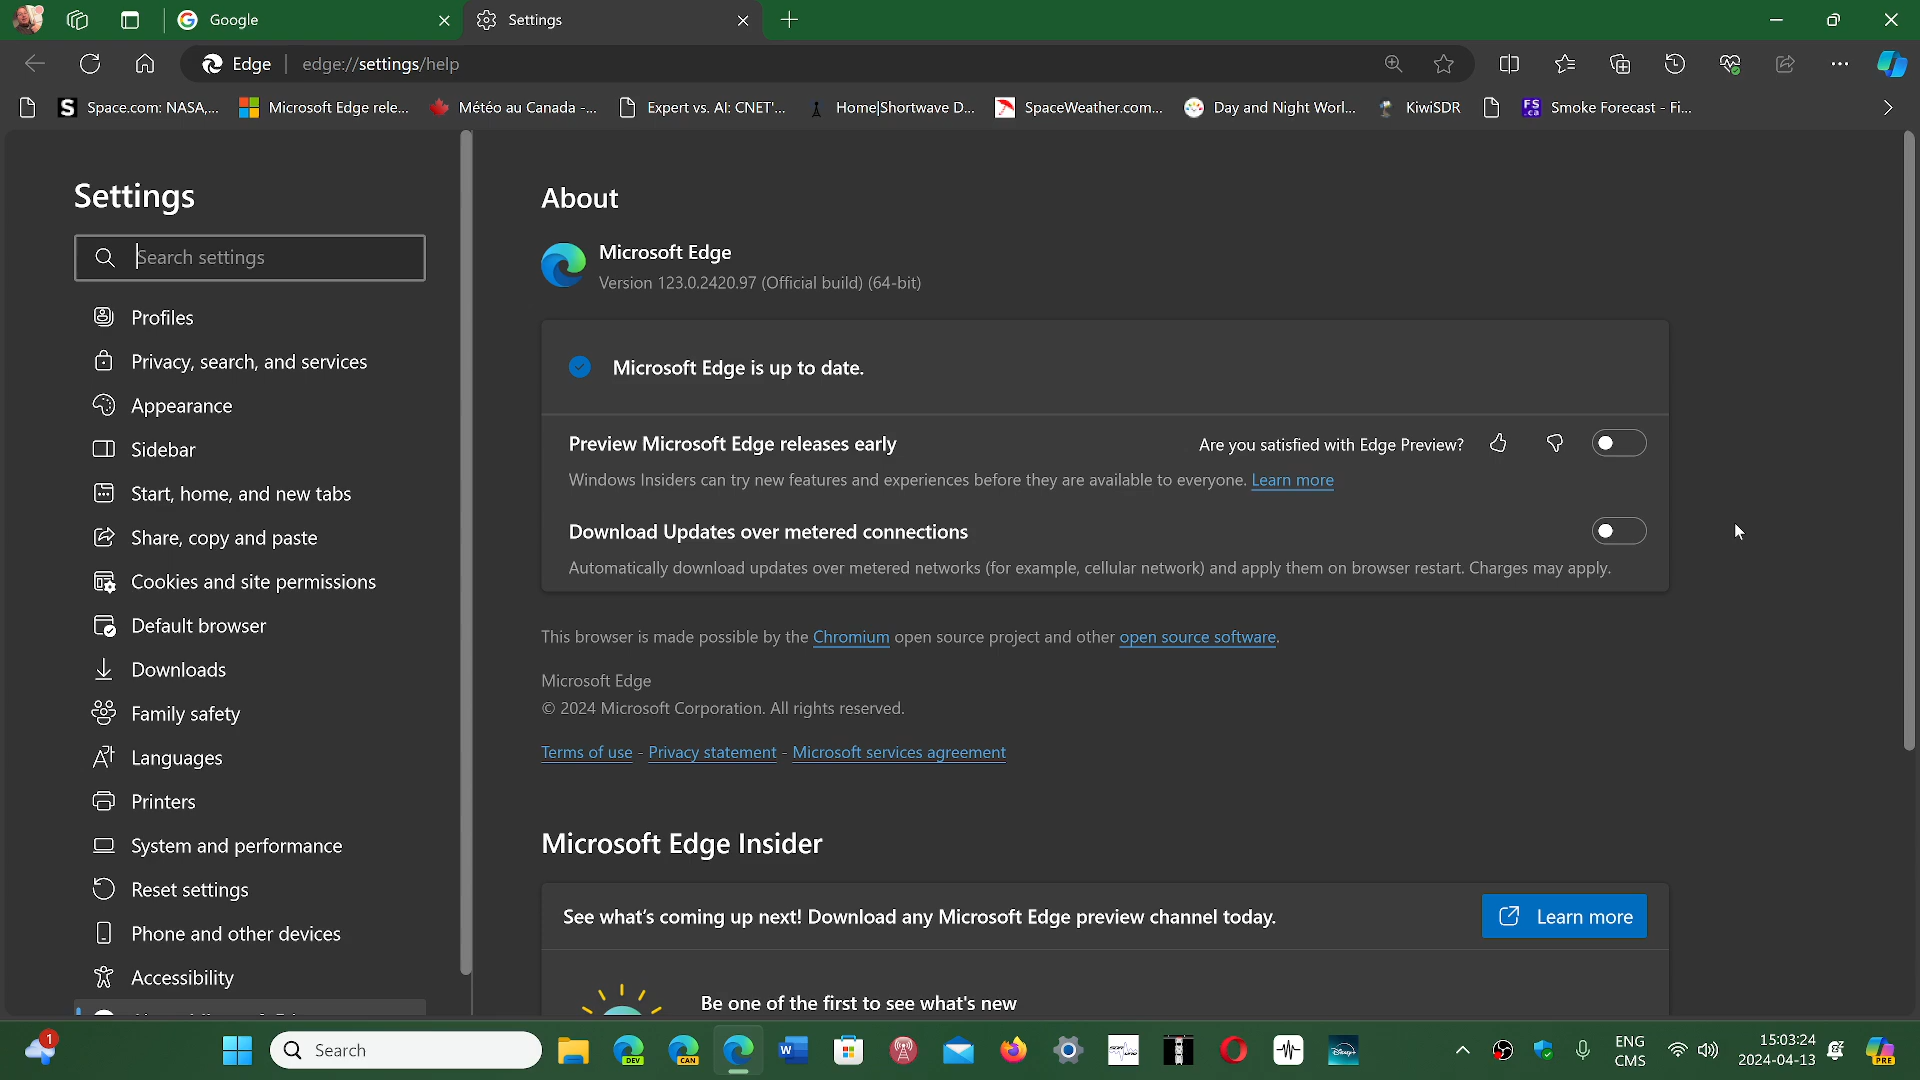 Google
Settings
Edge
edge://settings/help
Space.com: NASA,...
Microsoft Edge rele...
Météo au Canada -...
Expert vs. AI: CNET'...
Home|Shortwave D...
SpaceWeather.com...
Day and Night Worl...
KiwiSDR
FS
.ca
Smoke Forecast - Fi...
Settings
Search settings
Profiles
Privacy, search, and services
Appearance
Sidebar
Start, home, and new tabs
Share, copy and paste
Cookies and site permissions
Default browser
Downloads
Family safety
Languages
Printers
System and performance
Reset settings
Phone and other devices
Accessibility
About
Microsoft Edge
Version 123.0.2420.97 (Official build) (64-bit)
Microsoft Edge is up to date.
Preview Microsoft Edge releases early
Are you satisfied with Edge Preview?
Windows Insiders can try new features and experiences before they are available to everyone. Learn more
Download Updates over metered connections
Automatically download updates over metered networks (for example, cellular network) and apply them on browser restart. Charges may apply.
This browser is made possible by the Chromium open source project and other open source software.
Microsoft Edge
© 2024 Microsoft Corporation. All rights reserved.
Terms of use - Privacy statement - Microsoft services agreement
Microsoft Edge Insider
See what's coming up next! Download any Microsoft Edge preview channel today.
Learn more
Be one of the first to see what's new
1
Search
DEV
CAN
Disney+
ENG
CMS
15:03:24
2024-04-13
PRE